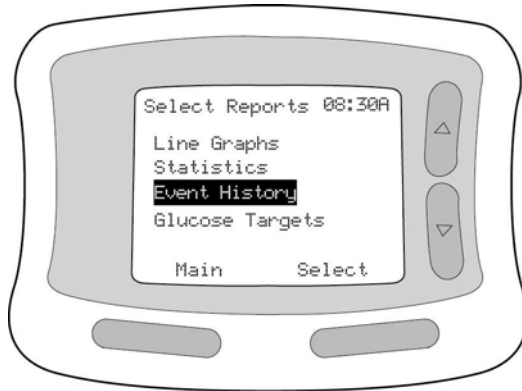 Select Reports 08:30A
Line Graphs
Statistics
Event History
Glucose Targets
Main Select